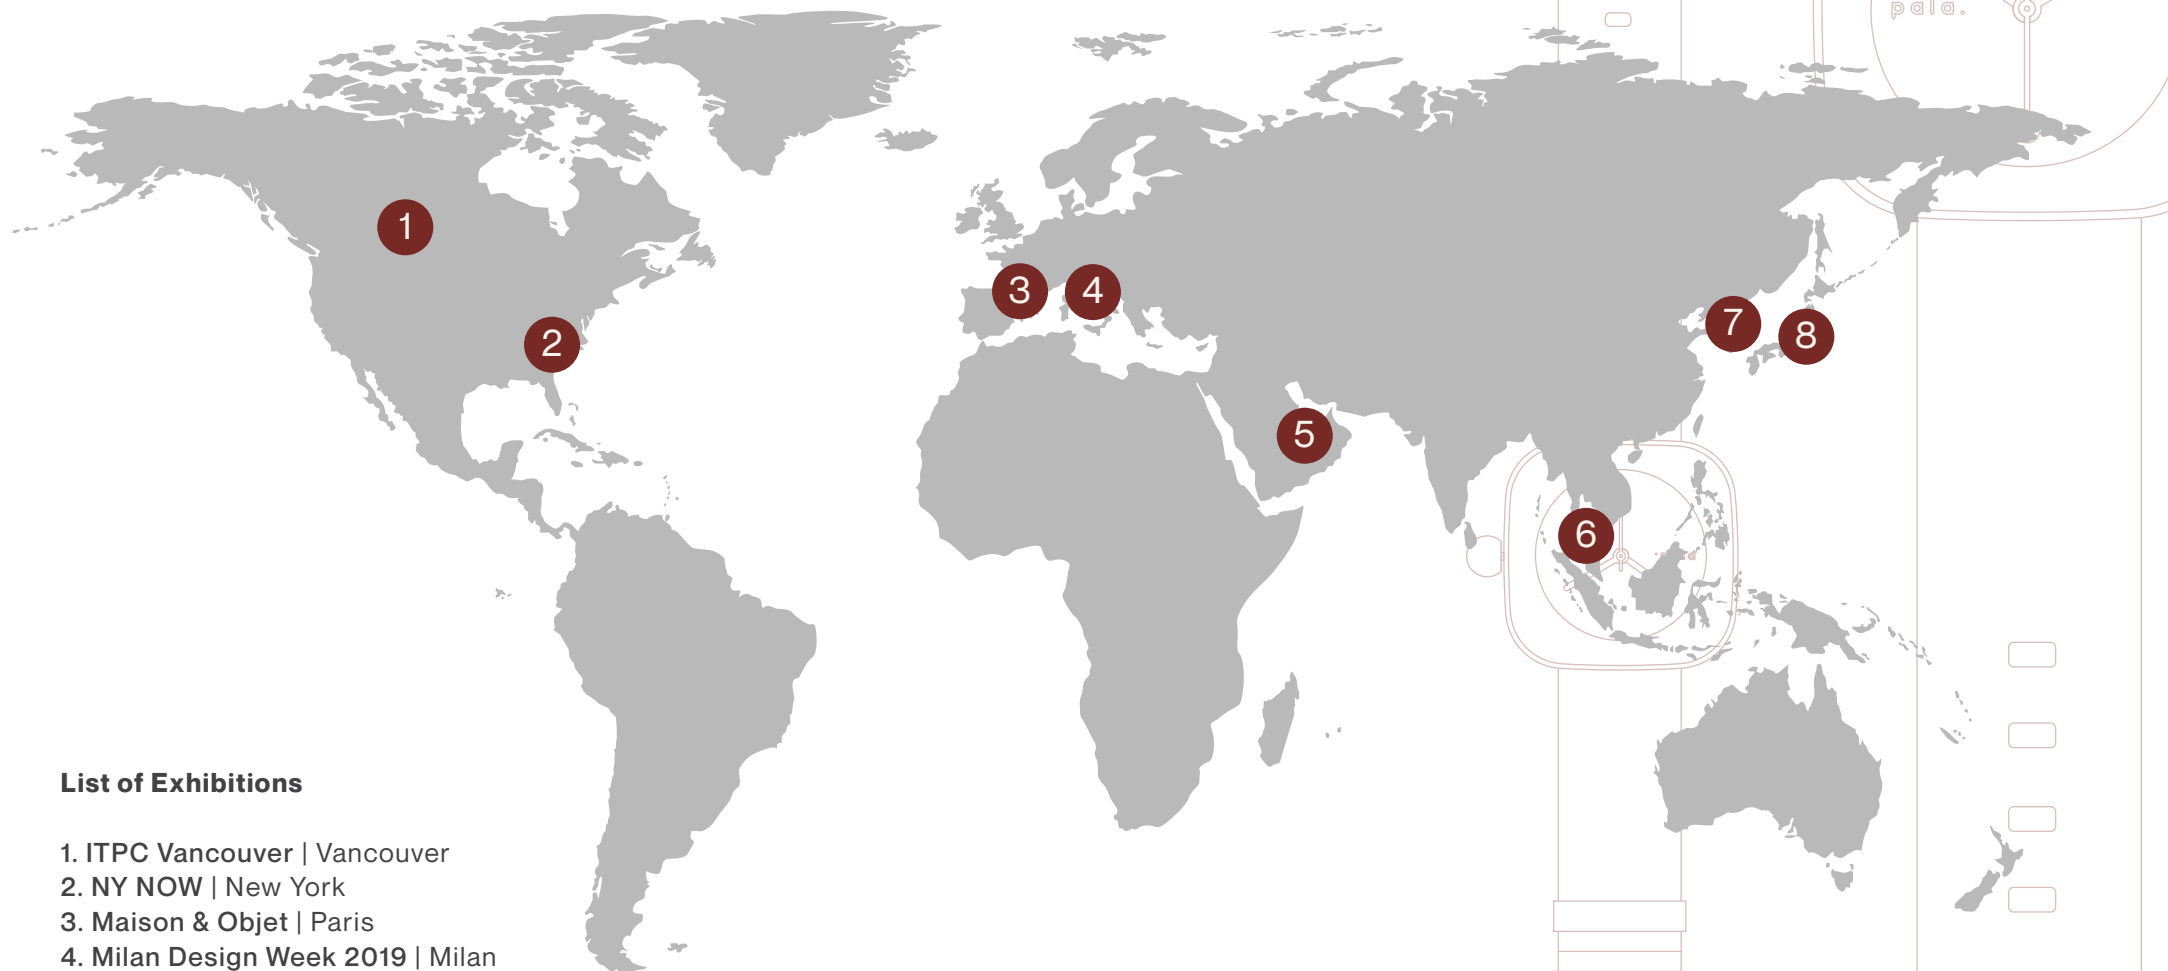 pala.
1
2
3
4
5
6
7
8
List of Exhibitions
1. ITPC Vancouver | Vancouver
2. NY NOW | New York
3. Maison & Objet | Paris
4. Milan Design Week 2019 | Milan